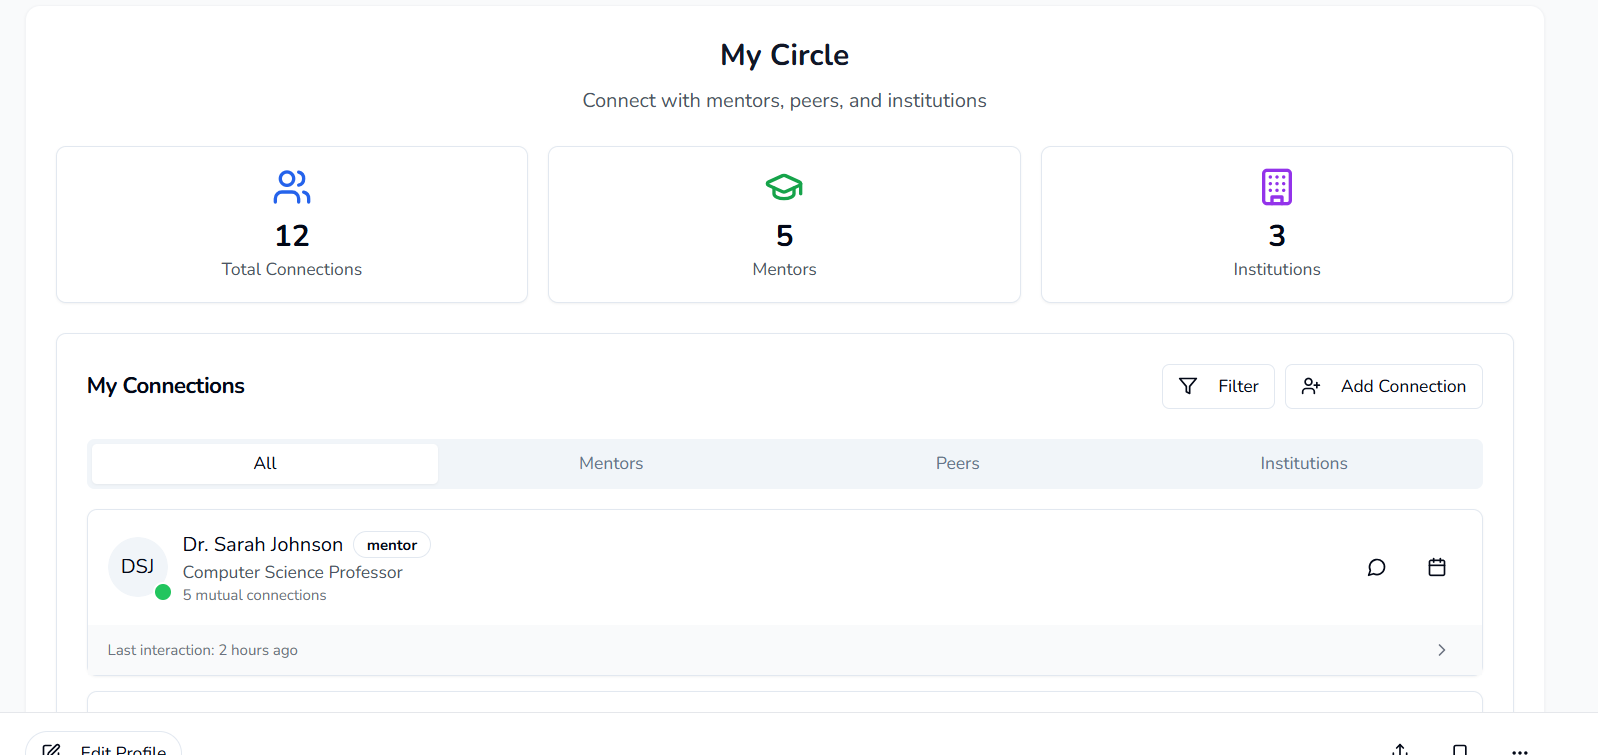 My Circle
Connect with mentors, peers, and institutions
12
Total Connections
5
Mentors
3
Institutions
My Connections
Filter
Add Connection
All
Mentors
Peers
Institutions
DSJ
Dr. Sarah Johnson mentor
Computer Science Professor
5 mutual connections
Last interaction: 2 hours ago
Edit Profile